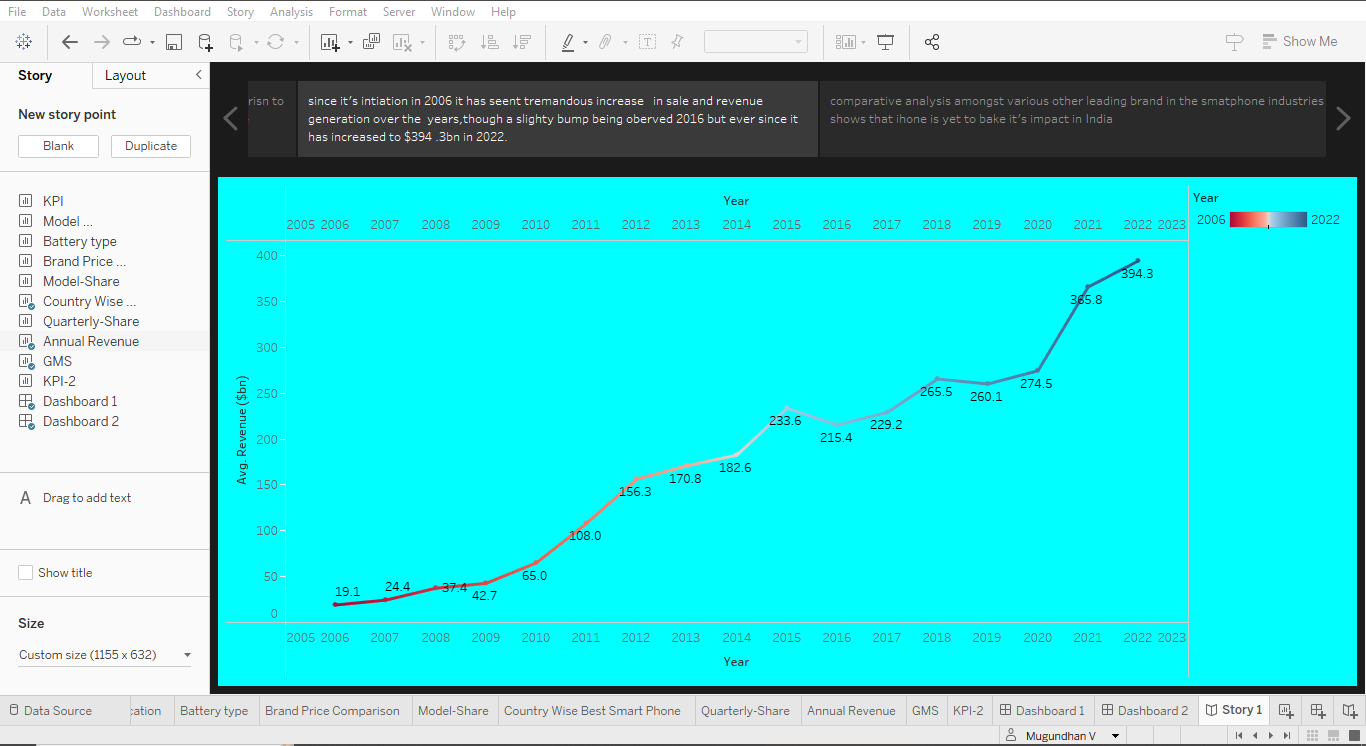 File Data Worksheet Dashboard Story Analysis Format Server Window Help
Show Me
Story Layout
New story point
Blank Duplicate
KPI
Model ...
Battery type
Brand Price ...
Model-Share
Country Wise ...
Quarterly-Share
Annual Revenue
GMS
KPI-2
Dashboard 1
Dashboard 2
A Drag to add text
Show title
Size
Custom size (1155 x 632)
risn to
since it's intiation in 2006 it has seent tremandous increase in sale and revenue
generation over the years,though a slighty bump being oberved 2016 but ever since it
has increased to $394 .3bn in 2022.
comparative analysis amongst various other leading brand in the smatphone industries
shows that ihone is yet to bake it's impact in India
Year
2005 2006 2007 2008 2009 2010 2011 2012 2013 2014 2015 2016 2017 2018 2019 2020 2021 2022 2023
Year
2006 2022
Avg. Revenue ($bn)
400
350
300
250
200
150
100
50
0
19.1
24.4
37.4
42.7
65.0
108.0
156.3
170.8
182.6
233.6
215.4
229.2
265.5
260.1
274.5
365.8
394.3
2005 2006 2007 2008 2009 2010 2011 2012 2013 2014 2015 2016 2017 2018 2019 2020 2021 2022 2023
Year
Data Source cation Battery type Brand Price Comparison Model-Share Country Wise Best Smart Phone Quarterly-Share Annual Revenue GMS KPI-2 Dashboard 1 Dashboard 2 Story 1
Mugundhan V